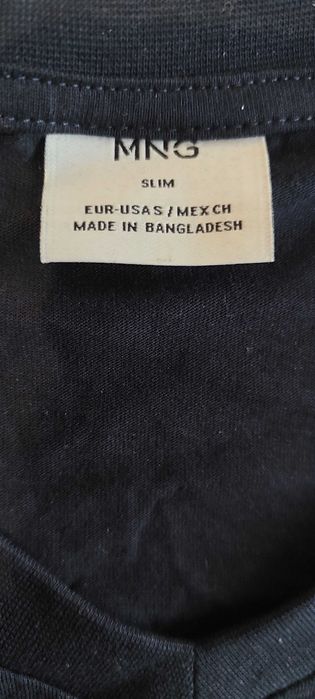 MNG
SLIM
EUR-USA S / MEX CH
MADE IN BANGLADESH